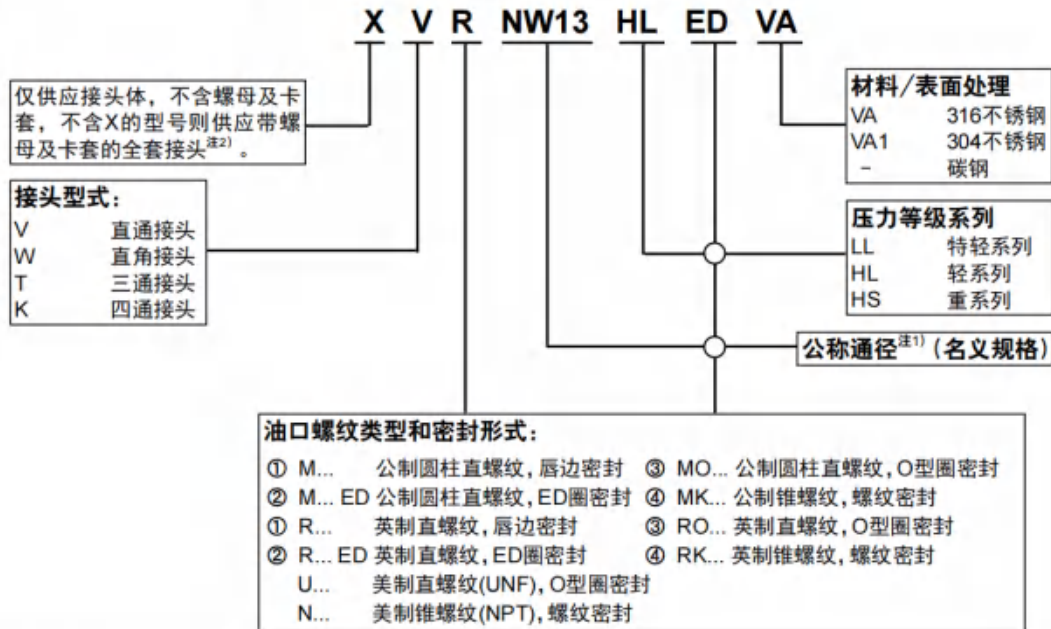 X V R NW13 HL ED VA
仅供应接头体，不含螺母及卡
套，不含X的型号则供应带螺
母及卡套的全套接头注2)。
接头型式：
V 直通接头
W 直角接头
T 三通接头
K 四通接头
材料/表面处理
VA 316不锈钢
VA1 304不锈钢
- 碳钢
压力等级系列
LL 特轻系列
HL 轻系列
HS 重系列
公称通径注1)(名义规格)
油口螺纹类型和密封形式：
① M... 公制圆柱直螺纹,唇边密封 ③ MO... 公制圆柱直螺纹,O型圈密封
② M... ED 公制圆柱直螺纹,ED圈密封 ④ MK... 公制锥螺纹,螺纹密封
① R... 英制直螺纹,唇边密封 ③ RO... 英制直螺纹,O型圈密封
② R... ED 英制直螺纹,ED圈密封 ④ RK... 英制锥螺纹,螺纹密封
U... 美制直螺纹(UNF),O型圈密封
N... 美制锥螺纹(NPT),螺纹密封